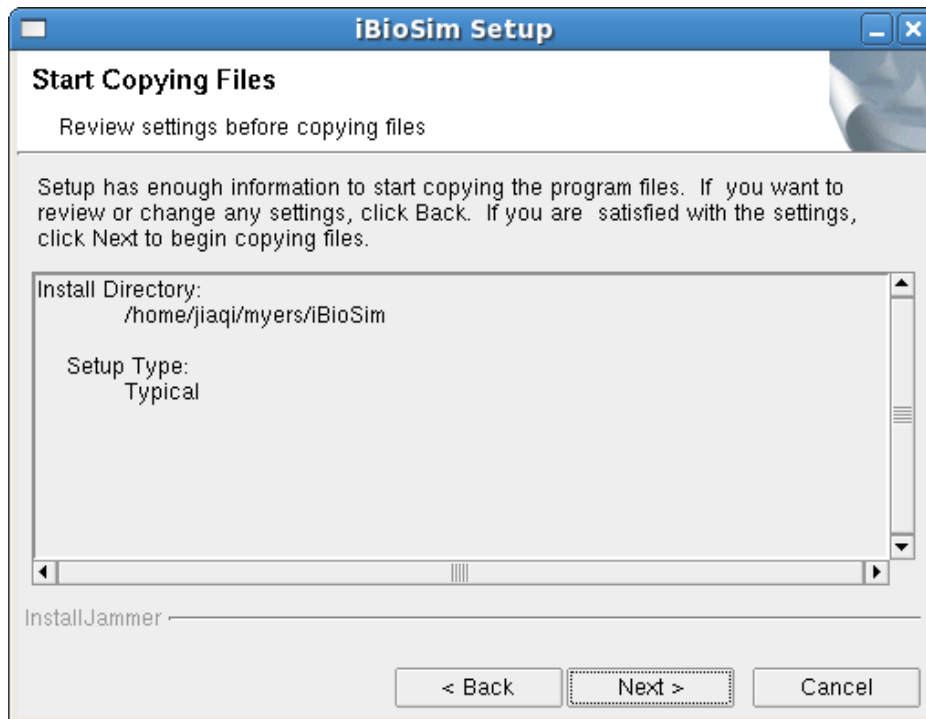 iBioSim Setup
Start Copying Files
Review settings before copying files
Setup has enough information to start copying the program files.  If  you want to
review or change any settings, click Back.  If you are  satisfied with the settings,
click Next to begin copying files.
Install Directory:
/home/jiaqi/myers/iBioSim
Setup Type:
Typical
InstallJammer
< Back
Next >
Cancel